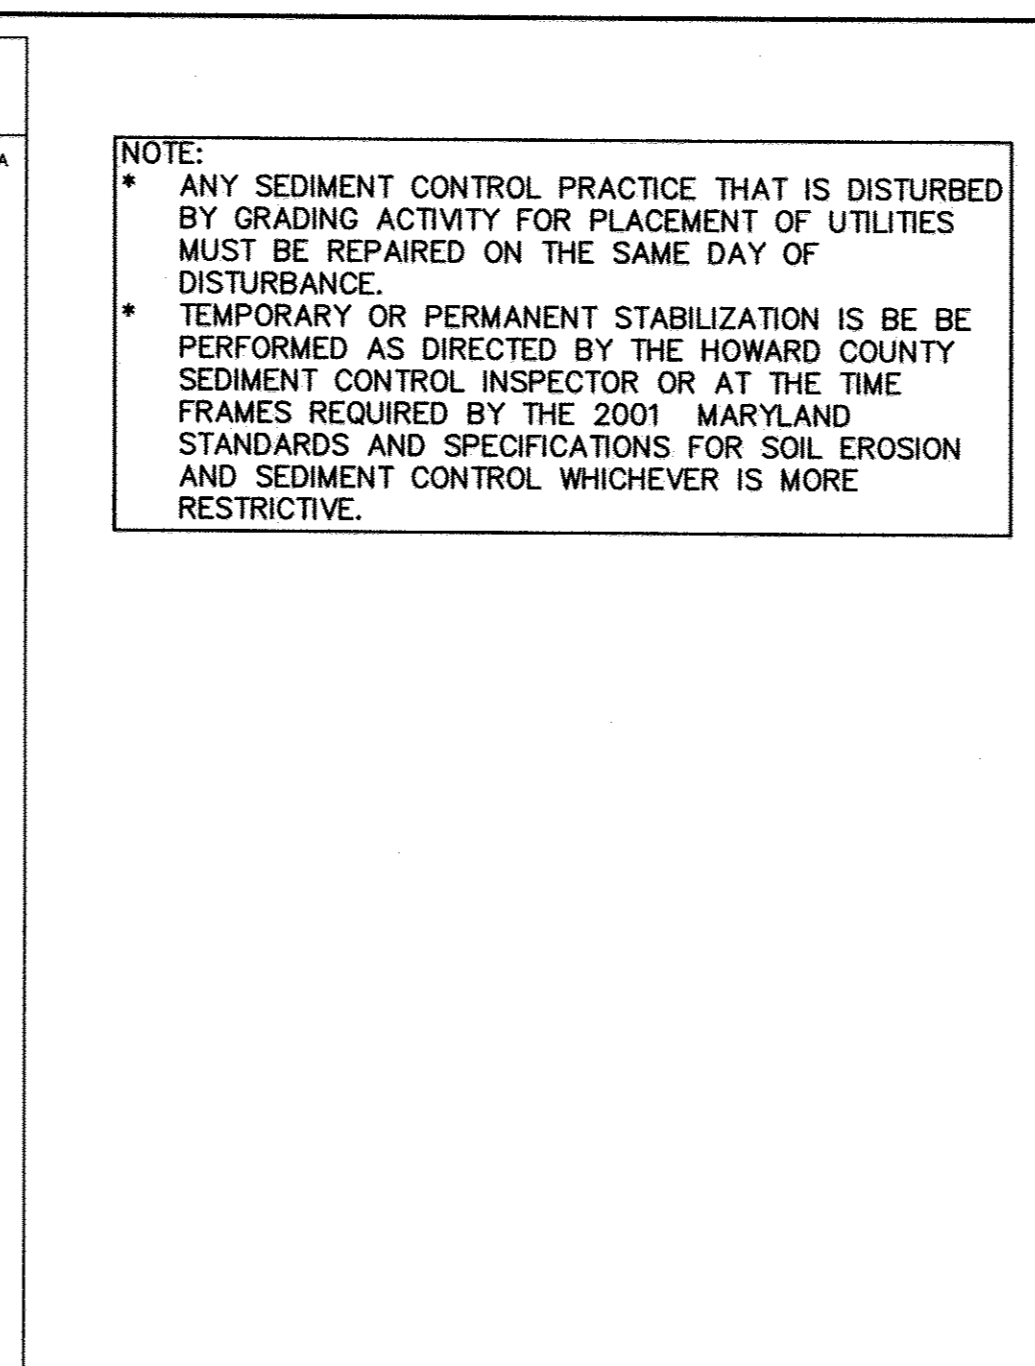 A
NOTE:
* ANY SEDIMENT CONTROL PRACTICE THAT IS DISTURBED
BY GRADING ACTIVITY FOR PLACEMENT OF UTILITIES
MUST BE REPAIRED ON THE SAME DAY OF
DISTURBANCE.
* TEMPORARY OR PERMANENT STABILIZATION IS BE BE
PERFORMED AS DIRECTED BY THE HOWARD COUNTY
SEDIMENT CONTROL INSPECTOR OR AT THE TIME
FRAMES REQUIRED BY THE 2001 MARYLAND
STANDARDS AND SPECIFICATIONS FOR SOIL EROSION
AND SEDIMENT CONTROL WHICHEVER IS MORE
RESTRICTIVE.